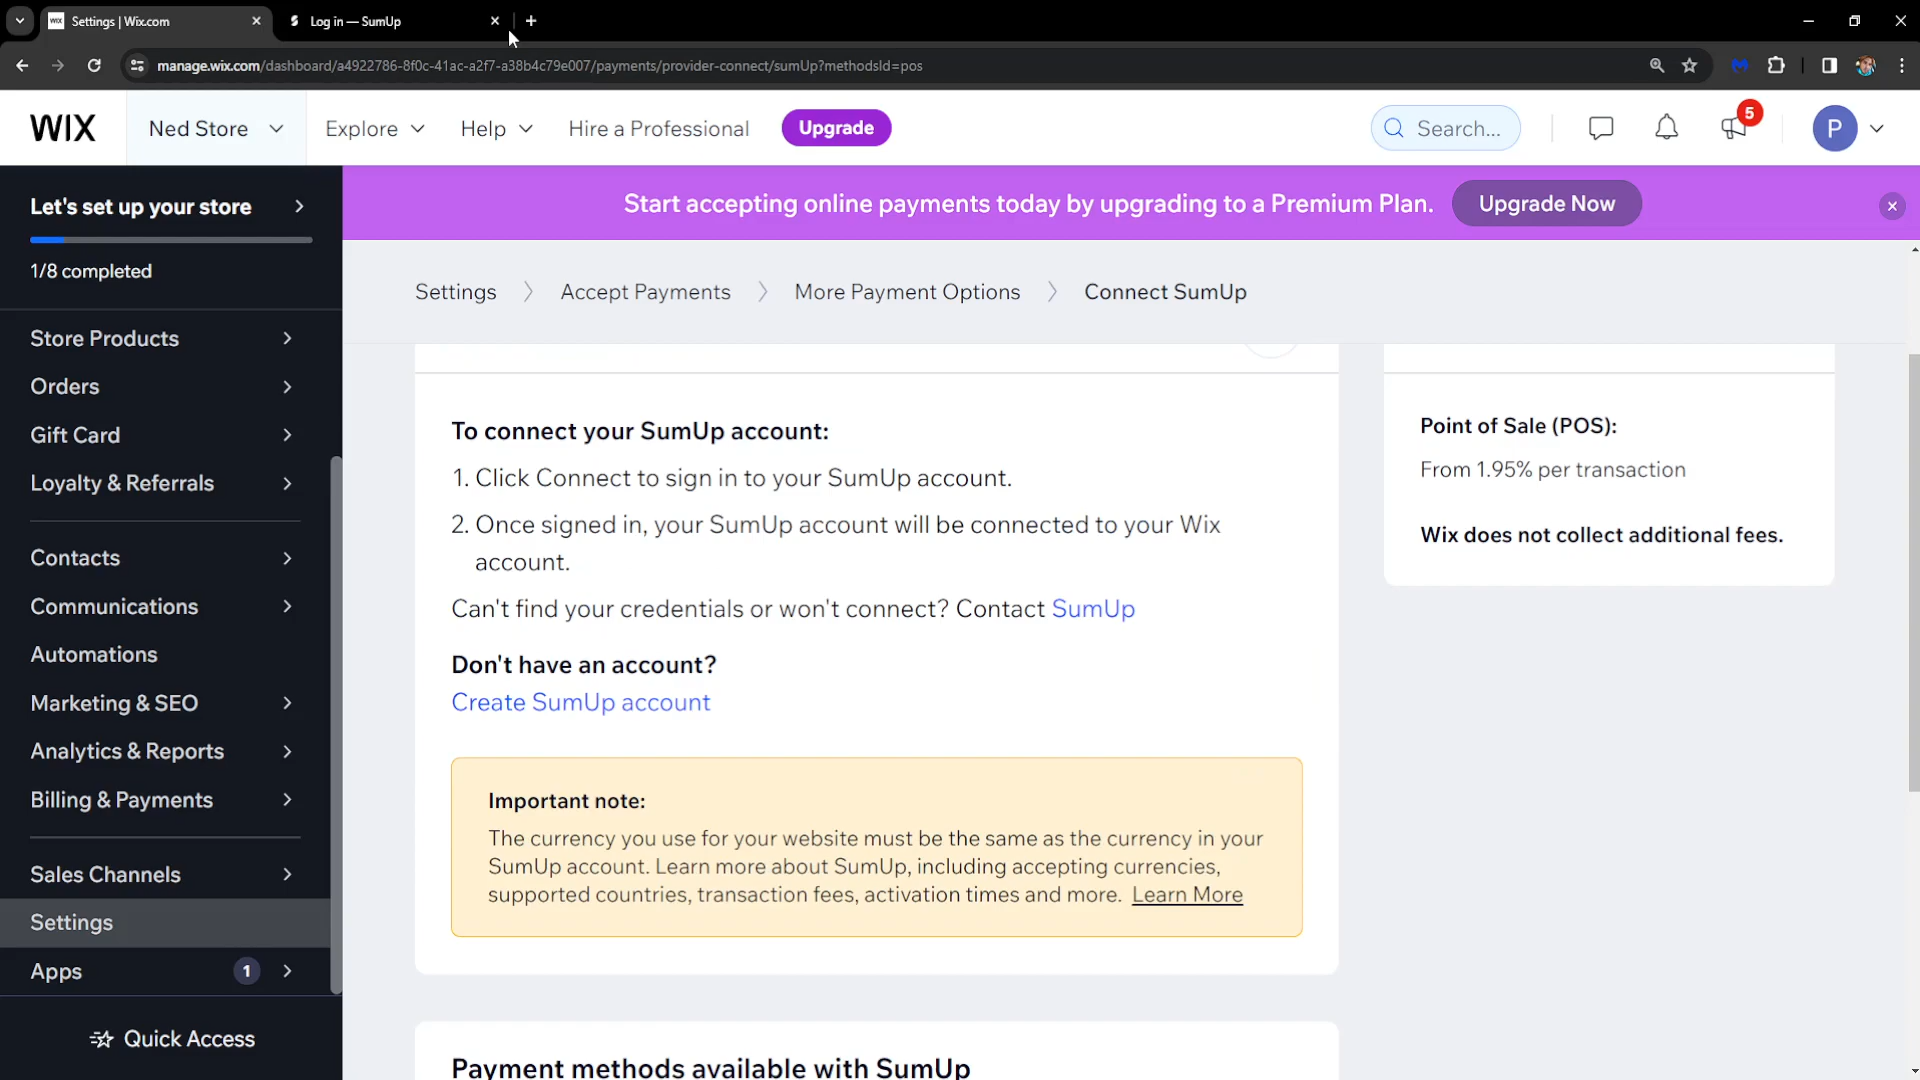 Settings | Wix.com
Log in — SumUp
manage.wix.com/dashboard/a4922786-8f0c-41ac-a2f7-a38b4c79e007/payments/provider-connect/sumUp?methodsId=pos
WIX
Ned Store
Explore
Help
Hire a Professional
Upgrade
Search...
5
P
Let's set up your store
1/8 completed
Start accepting online payments today by upgrading to a Premium Plan.
Upgrade Now
Settings
Accept Payments
More Payment Options
Connect SumUp
Store Products
Orders
Gift Card
Loyalty & Referrals
Contacts
Communications
Automations
Marketing & SEO
Analytics & Reports
Billing & Payments
Sales Channels
Settings
Apps
1
Quick Access
To connect your SumUp account:
1. Click Connect to sign in to your SumUp account.
2. Once signed in, your SumUp account will be connected to your Wix
account.
Can't find your credentials or won't connect? Contact SumUp
Don't have an account?
Create SumUp account
Important note:
The currency you use for your website must be the same as the currency in your
SumUp account. Learn more about SumUp, including accepting currencies,
supported countries, transaction fees, activation times and more. Learn More
Payment methods available with SumUp
Point of Sale (POS):
From 1.95% per transaction
Wix does not collect additional fees.